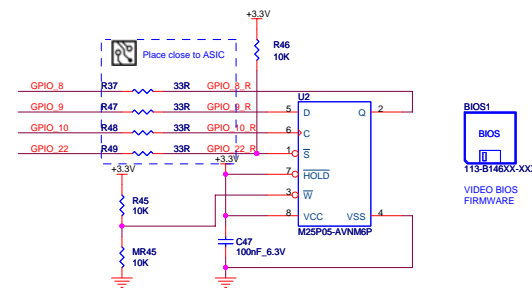 +3.3V
Place close to ASIC
R46
10K
GPIO_8 R37 33R GPIO_8_R
U2
GPIO_9 R47 33R GPIO_9_R 5 D Q 2
BIOS1
GPIO_10 R48 33R GPIO_10_R 6 C
BIOS
GPIO_22 R49 33R GPIO_22_R 1 S
+3.3V
+3.3V
7 HOLD
113-B146XX-XX
3 W
VIDEO BIOS
FIRMWARE
R45
10K
8 VCC VSS 4
M25P05-AVNM6P
MR45
10K
C47
100nF_6.3V